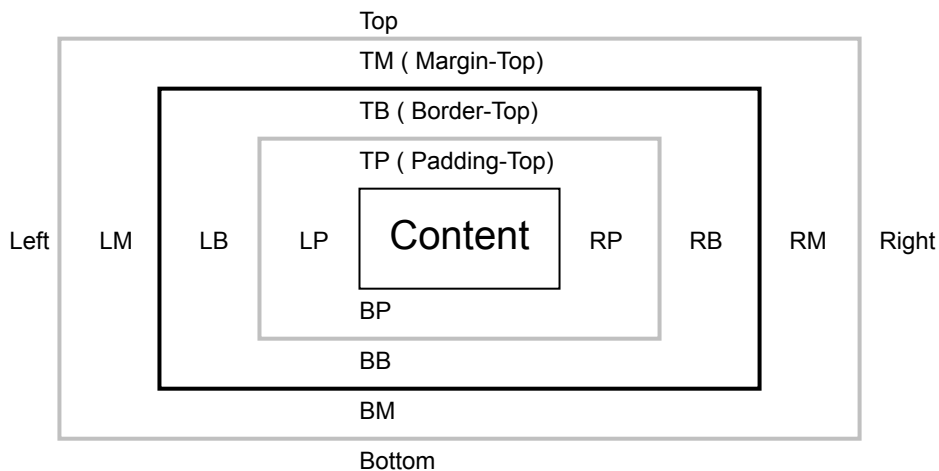 Top
TM ( Margin-Top)
TB ( Border-Top)
TP ( Padding-Top)
Left LM LB LP Content RP RB RM Right
BP
BB
BM
Bottom